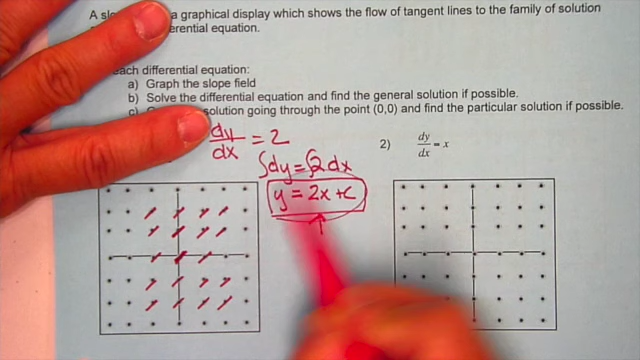 A a graphical display which shows the flow of tangent lines to the family of solution
differential equation.
each differential equation:
a) Graph the slope field
b) Solve the differential equation and find the general solution if possible.
c) solution going through the point (0,0) and find the particular solution if possible.
dy/dx = 2
∫dy = ∫2dx
y = 2x+c
2) dy/dx = x